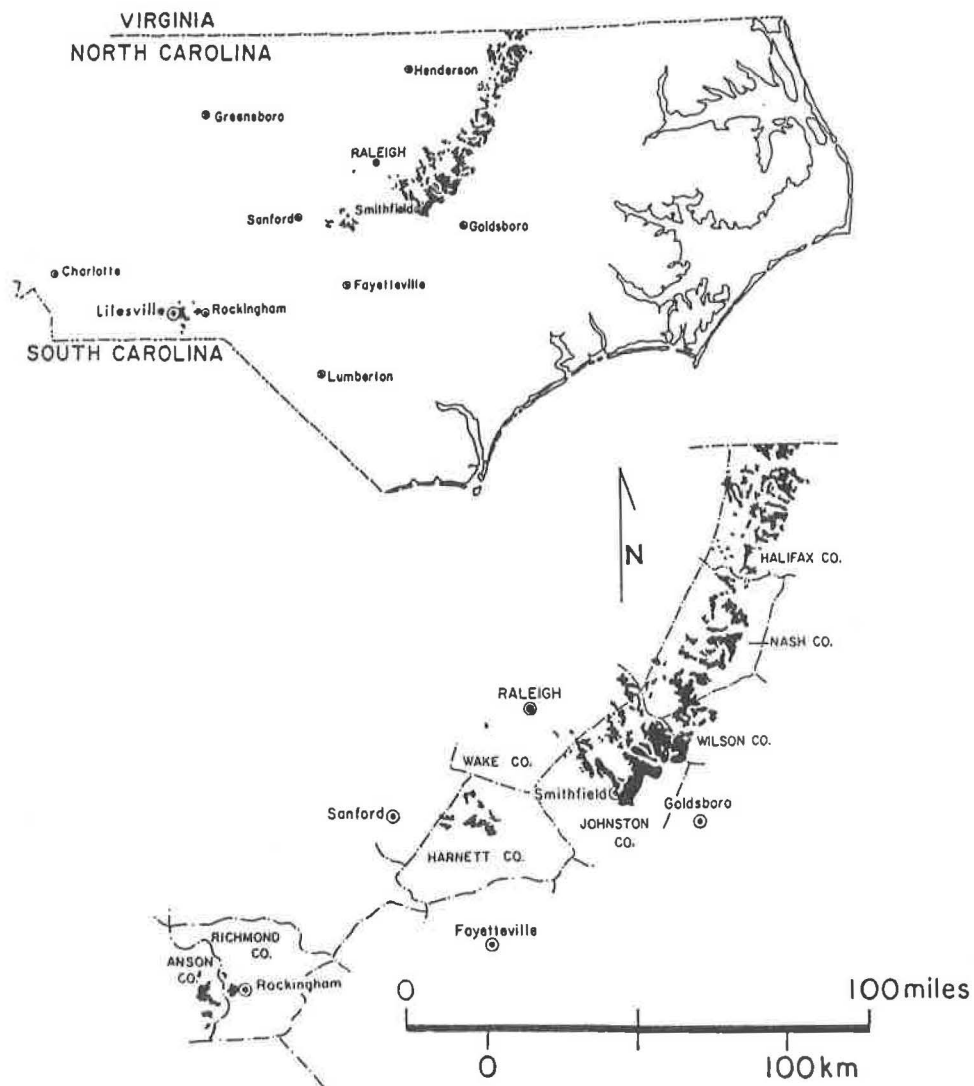 VIRGINIA
NORTH CAROLINA
Henderson
Greensboro
RALEIGH
Smithfield
Sanford
Goldsboro
Charlotte
Fayetteville
Lilesville
Rockingham
SOUTH CAROLINA
Lumberton
N
HALIFAX CO.
NASH CO.
RALEIGH
WILSON CO.
WAKE CO.
Smithfield
Goldsboro
Sanford
JOHNSTON
CO.
HARNETT CO.
Fayetteville
RICHMOND
CO.
ANSON
CO.
Rockingham
0 100 miles
0 100 km